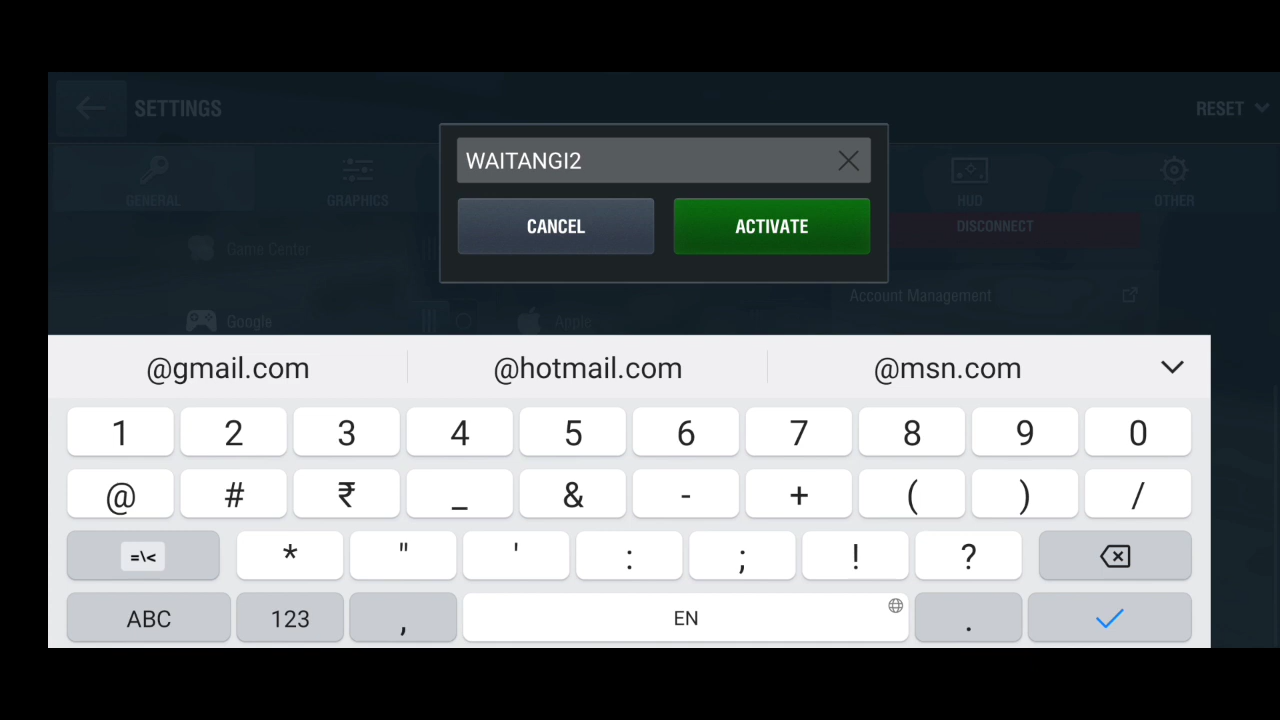 SETTINGS
RESET
WAITANGI2
CANCEL
ACTIVATE
GENERAL
GRAPHICS
HUD
OTHER
DISCONNECT
Game Center
Account Management
Google
Apple
@gmail.com @hotmail.com @msn.com
1 2 3 4 5 6 7 8 9 0
@ # ₹ _ & - + ( ) /
=\< * " ' : ; ! ?
ABC 123 , EN .